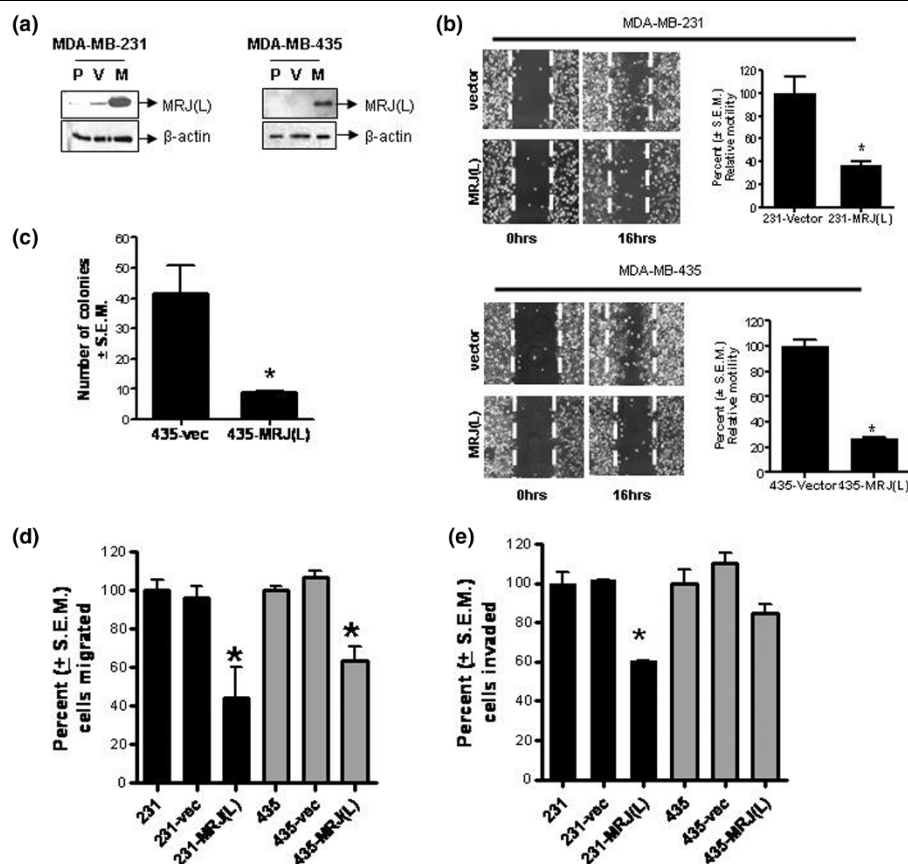 (a)
MDA-MB-231
P V M
MRJ(L)
β-actin
MDA-MB-435
P V M
MRJ(L)
β-actin
(b)
MDA-MB-231
vector
MRJ(L)
0hrs
16hrs
Percent (± S.E.M.)
Relative motility
120
100
80
60
40
20
0
*
231-Vector
231-MRJ(L)
MDA-MB-435
vector
MRJ(L)
0hrs
16hrs
Percent (± S.E.M.)
Relative motility
120
100
80
60
40
20
0
*
435-Vector
435-MRJ(L)
(c)
Number of colonies
± S.E.M.
60
50
40
30
20
10
0
*
435-vec
435-MRJ(L)
(d)
Percent (± S.E.M.)
cells migrated
120
100
80
60
40
20
0
*
*
231
231-vec
231-MRJ(L)
435
435-vec
435-MRJ(L)
(e)
Percent (± S.E.M.)
cells invaded
120
100
80
60
40
20
0
*
231
231-vec
231-MRJ(L)
435
435-vec
435-MRJ(L)